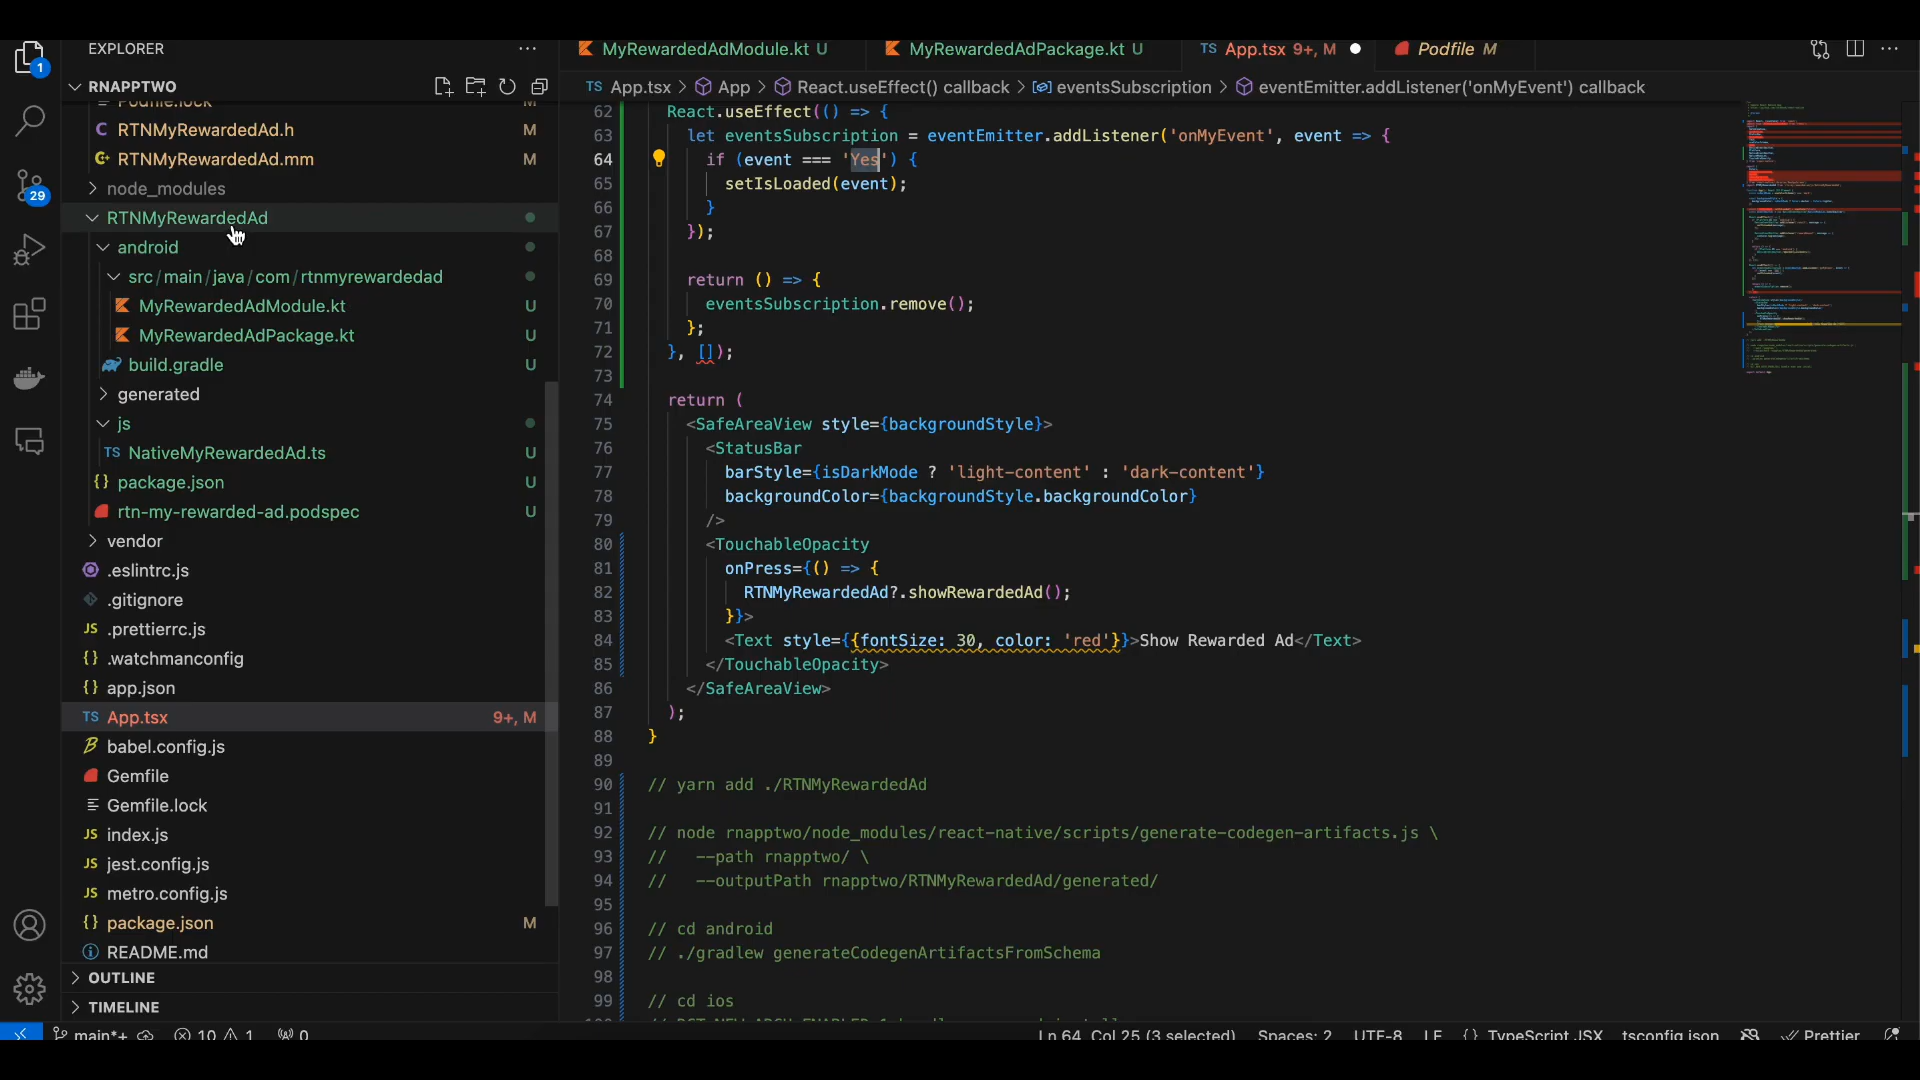 EXPLORER
RNAPPTWO
Podfile.lock M
RTNMyRewardedAd.h M
RTNMyRewardedAd.mm M
node_modules
RTNMyRewardedAd
android
src/main/java/com/rtnmyrewardedad
MyRewardedAdModule.kt U
MyRewardedAdPackage.kt U
build.gradle U
generated
js
TS NativeMyRewardedAd.ts U
{} package.json U
rtn-my-rewarded-ad.podspec U
vendor
.eslintrc.js
.gitignore
JS .prettierrc.js
{} .watchmanconfig
{} app.json
TS App.tsx 9+, M
babel.config.js
Gemfile
Gemfile.lock
JS index.js
JS jest.config.js
JS metro.config.js
{} package.json M
README.md
OUTLINE
TIMELINE
1
29
MyRewardedAdModule.kt U
MyRewardedAdPackage.kt U
TS App.tsx 9+, M
Podfile M
TS App.tsx > App > React.useEffect() callback > eventsSubscription > eventEmitter.addListener('onMyEvent') callback
62 React.useEffect(() => {
63 let eventsSubscription = eventEmitter.addListener('onMyEvent', event => {
64 if (event === 'Yes') {
65 setIsLoaded(event);
66 }
67 });
68
69 return () => {
70 eventsSubscription.remove();
71 };
72 }, []);
73
74 return (
75 <SafeAreaView style={backgroundStyle}>
76 <StatusBar
77 barStyle={isDarkMode ? 'light-content' : 'dark-content'}
78 backgroundColor={backgroundStyle.backgroundColor}
79 />
80 <TouchableOpacity
81 onPress={() => {
82 RTNMyRewardedAd?.showRewardedAd();
83 }}>
84 <Text style={{fontSize: 30, color: 'red'}}>Show Rewarded Ad</Text>
85 </TouchableOpacity>
86 </SafeAreaView>
87 );
88 }
89
90 // yarn add ./RTNMyRewardedAd
91
92 // node rnapptwo/node_modules/react-native/scripts/generate-codegen-artifacts.js \
93 // --path rnapptwo/ \
94 // --outputPath rnapptwo/RTNMyRewardedAd/generated/
95
96 // cd android
97 // ./gradlew generateCodegenArtifactsFromSchema
98
99 // cd ios
main*+ 10 1 0 Ln 64, Col 25 (3 selected) Spaces: 2 UTF-8 LF {} TypeScript JSX tsconfig.json Prettier